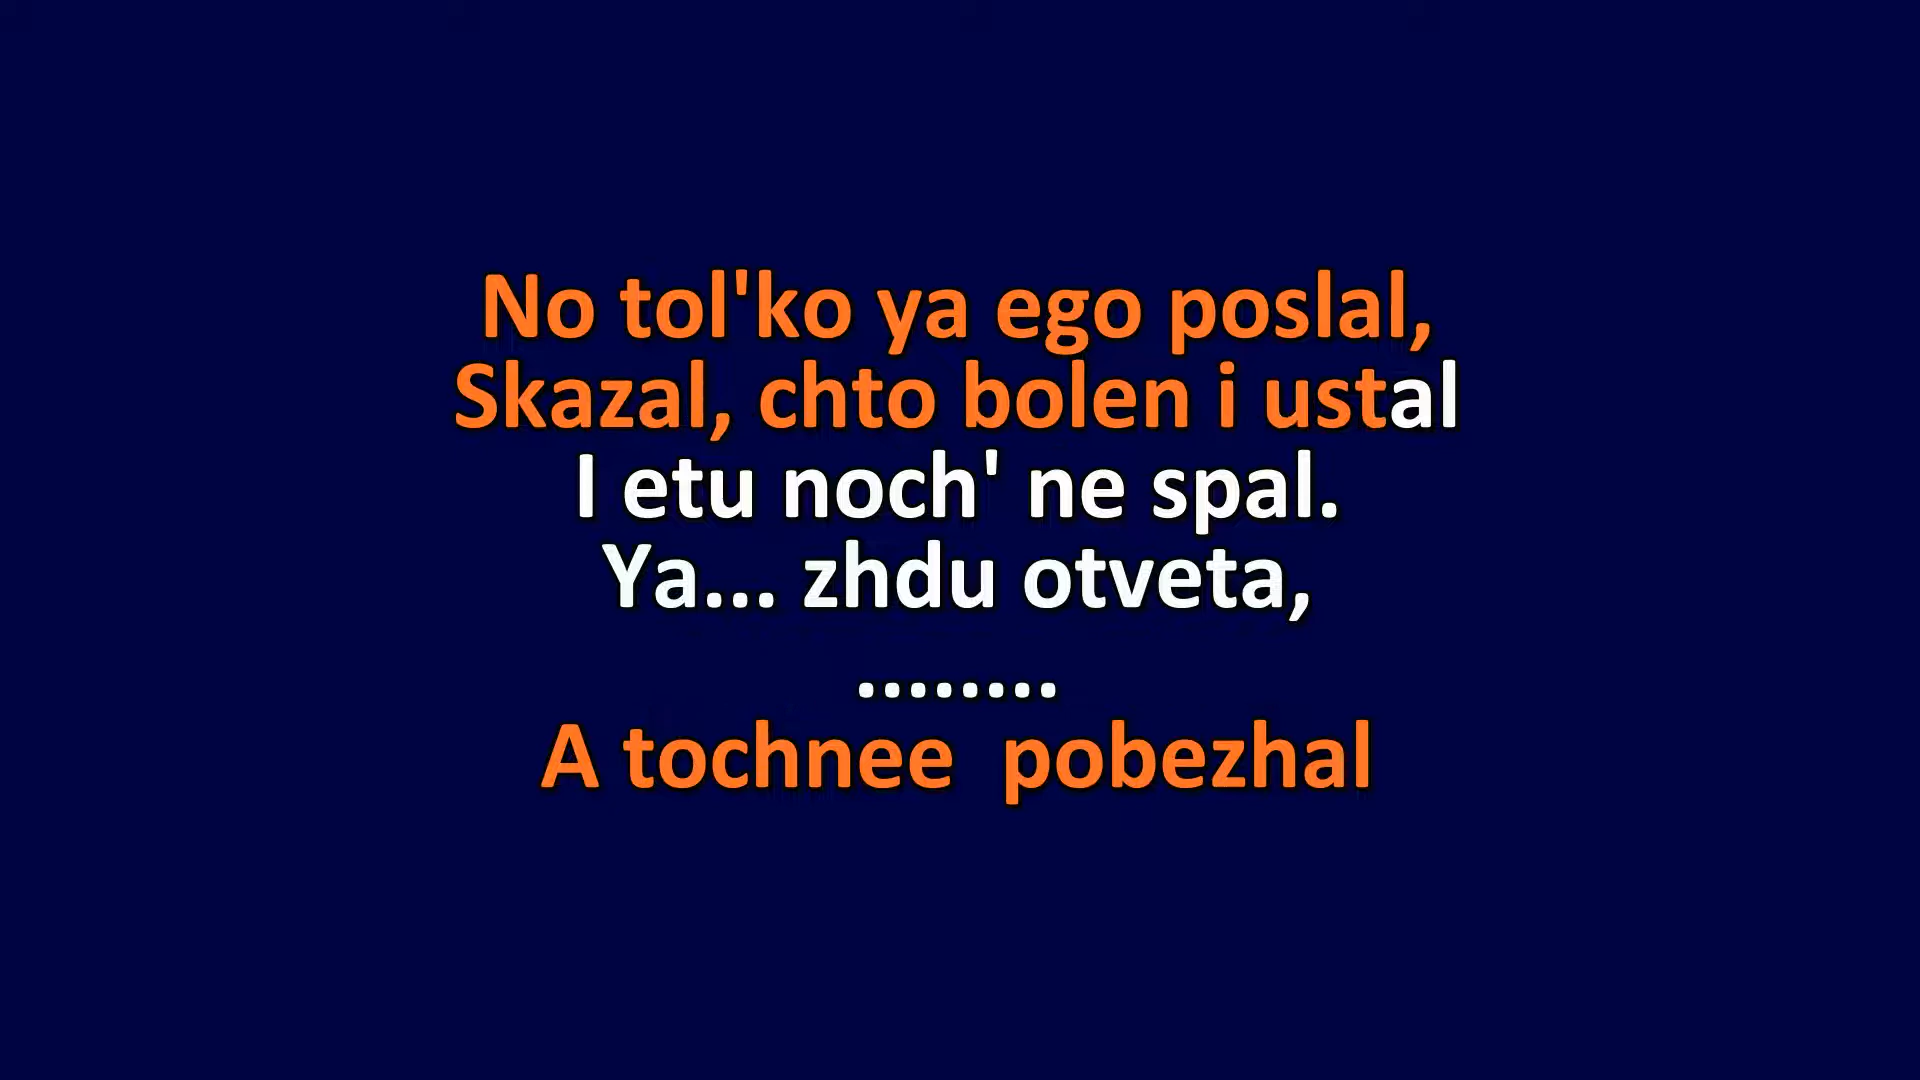 No tol'ko ya ego poslal,
Skazal, chto bolen i ustal
I etu noch' ne spal.
Ya... zhdu otveta,
........
A tochnee  pobezhal